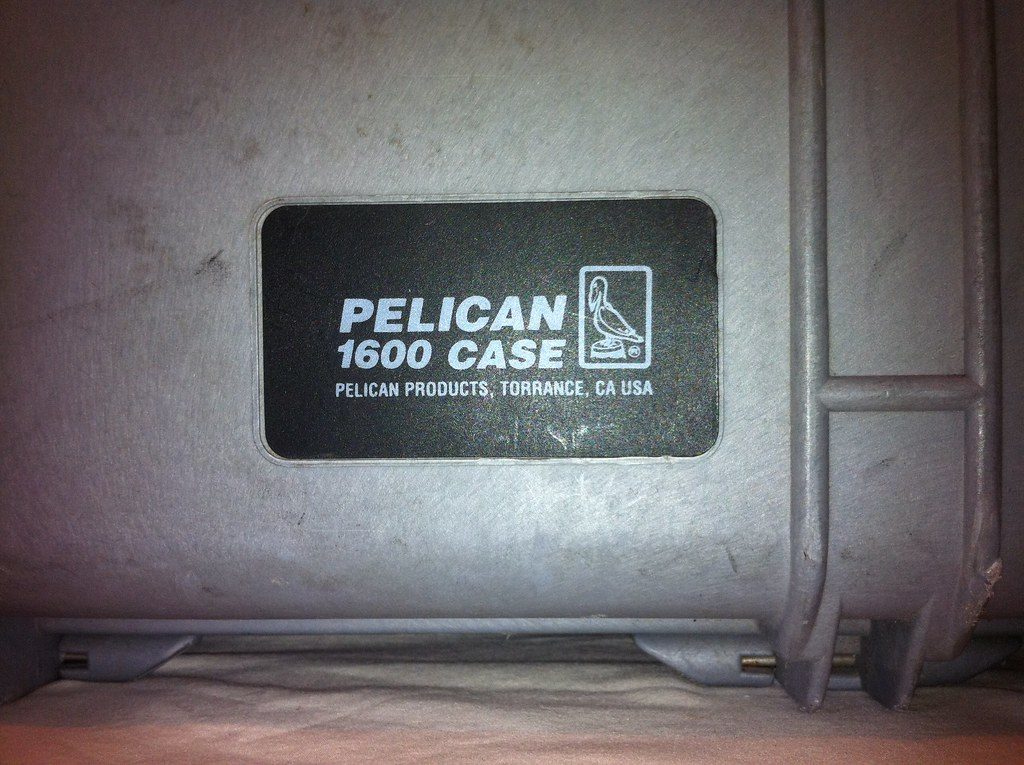 PELICAN
1600 CASE
PELICAN PRODUCTS, TORRANCE, CA USA